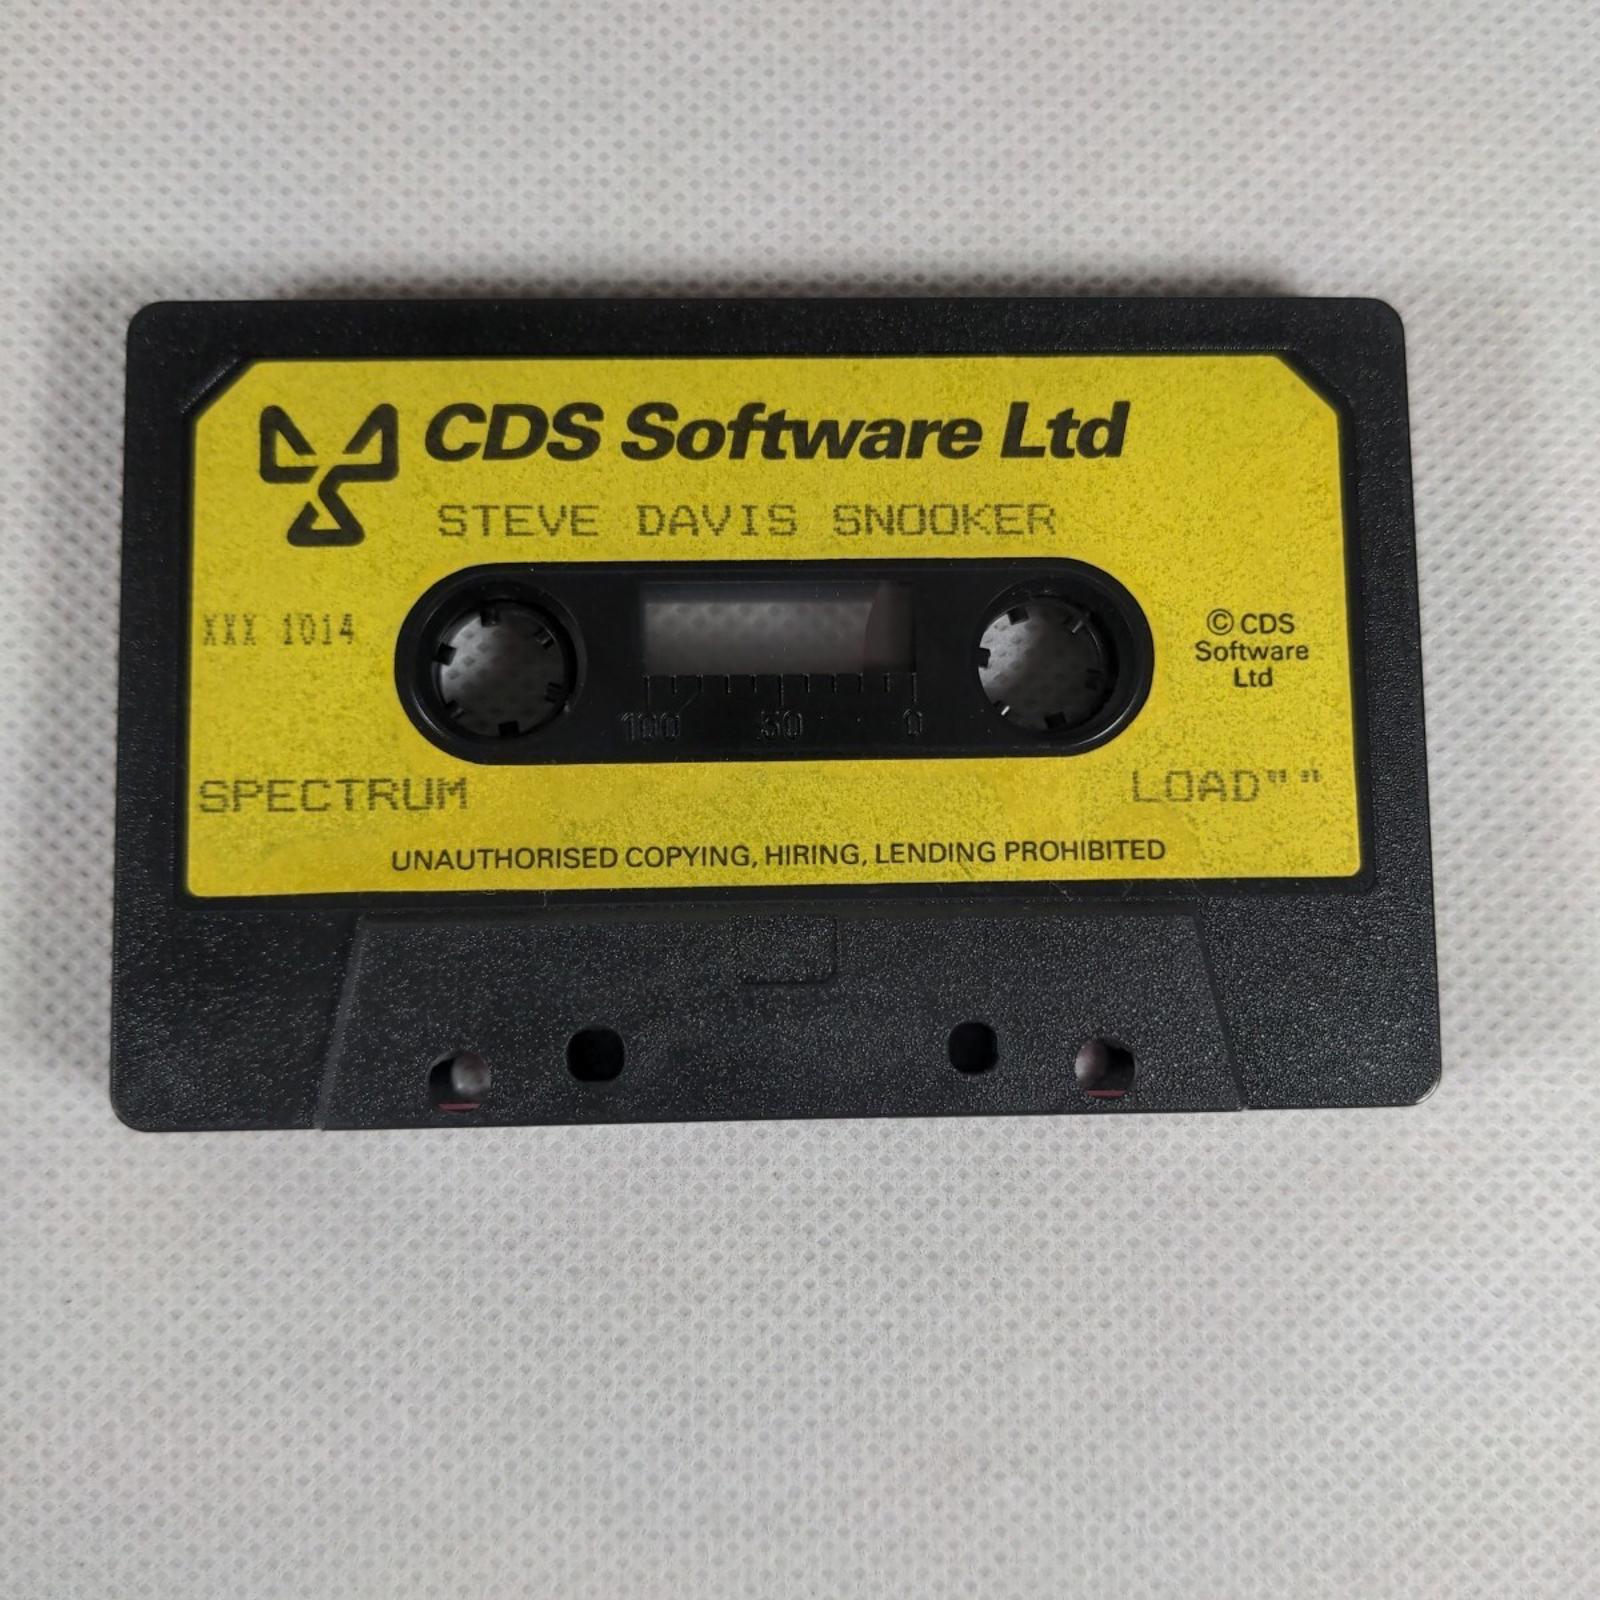 CDS Software Ltd
STEVE DAVIS SNOOKER
XXX 1014
© CDS
Software
Ltd
100 50 0
SPECTRUM
LOAD""
UNAUTHORISED COPYING, HIRING, LENDING PROHIBITED